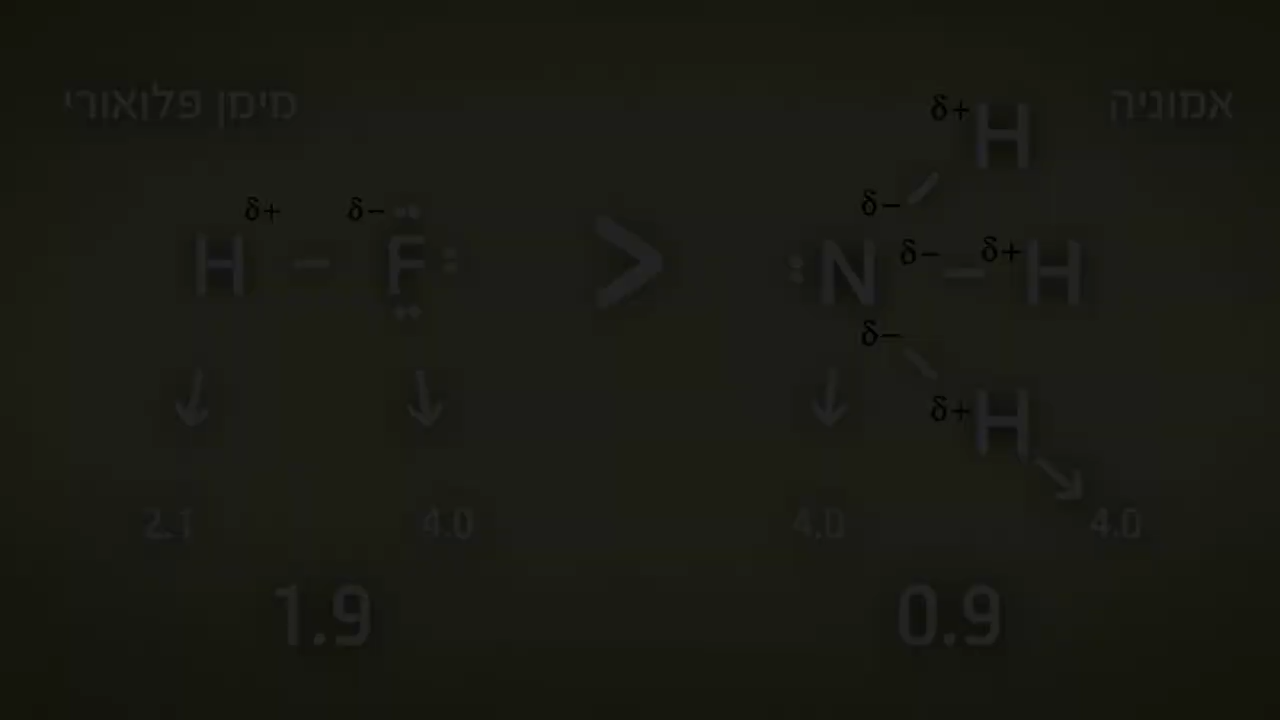 מימן פלואורי
אמוניה
δ+ H
δ+ δ−
δ−
H – F > :N δ− – δ+ H
δ−
δ+ H
2.1 4.0 4.0 4.0
1.9 0.9